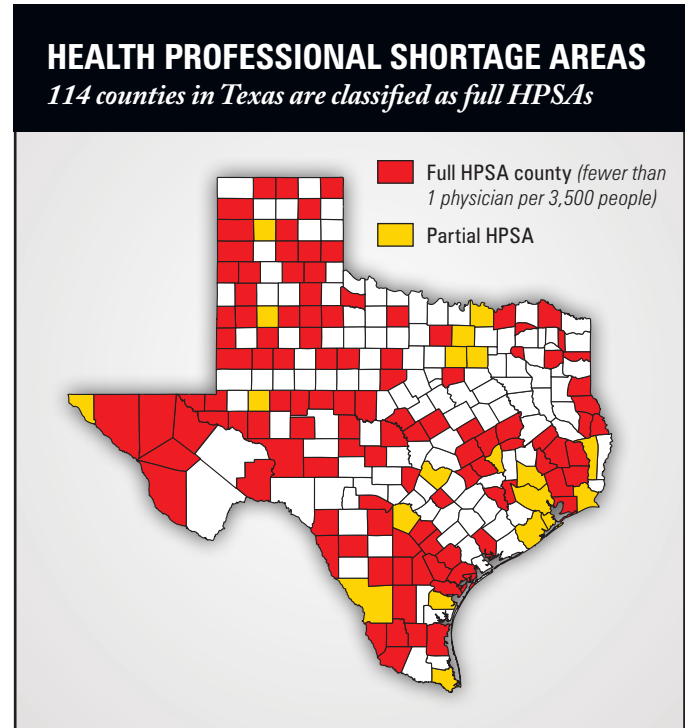 HEALTH PROFESSIONAL SHORTAGE AREAS
114 counties in Texas are classified as full HPSAs
Full HPSA county (fewer than
1 physician per 3,500 people)
Partial HPSA